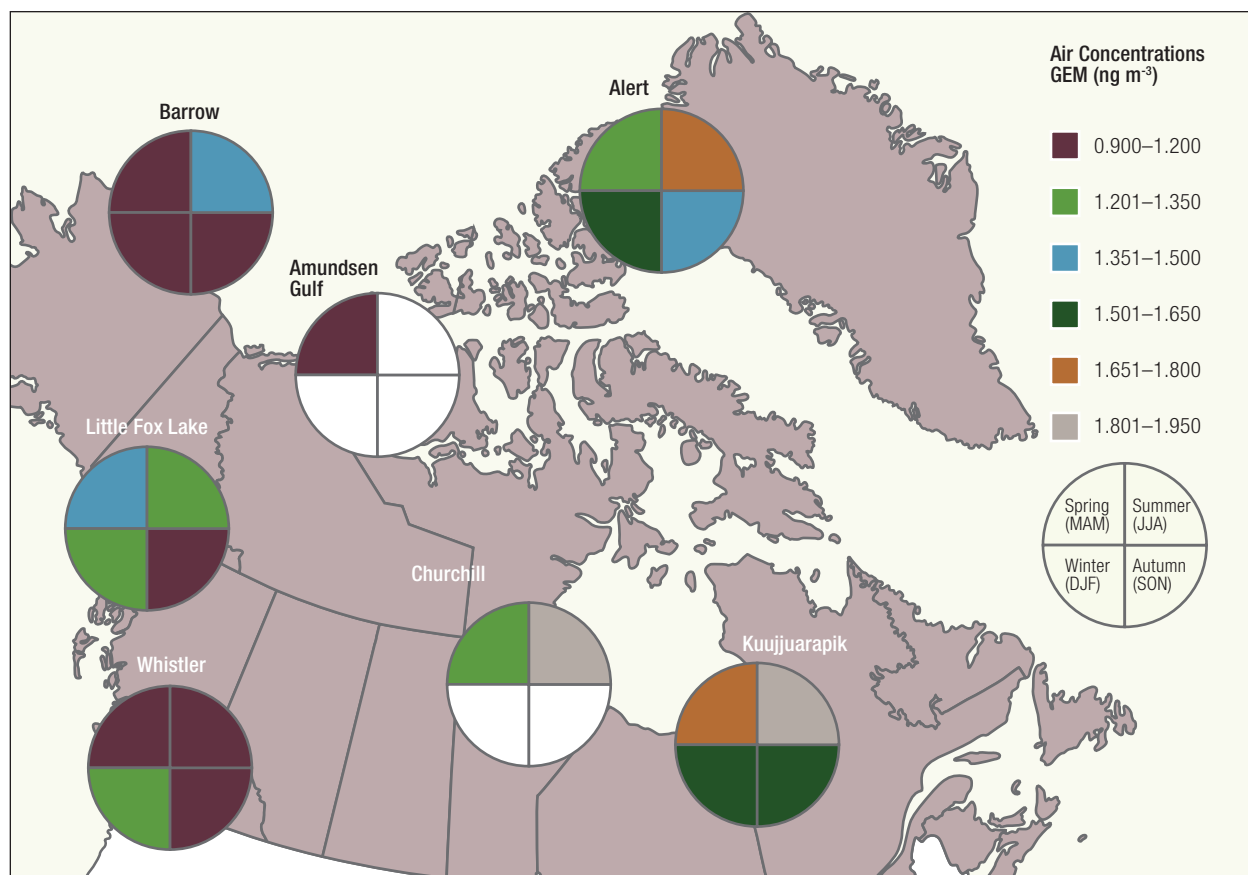 Barrow
Alert
Amundsen
Gulf
Little Fox Lake
Churchill
Whistler
Kuujjuarapik
Air Concentrations
GEM (ng m⁻³)
0.900–1.200
1.201–1.350
1.351–1.500
1.501–1.650
1.651–1.800
1.801–1.950
Spring
(MAM)
Summer
(JJA)
Winter
(DJF)
Autumn
(SON)